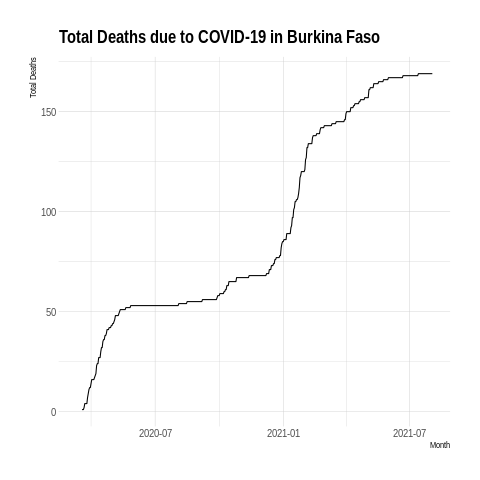 Total Deaths due to COVID-19 in Burkina Faso
Total Deaths
150
100
50
0
2020-07
2021-01
2021-07
Month